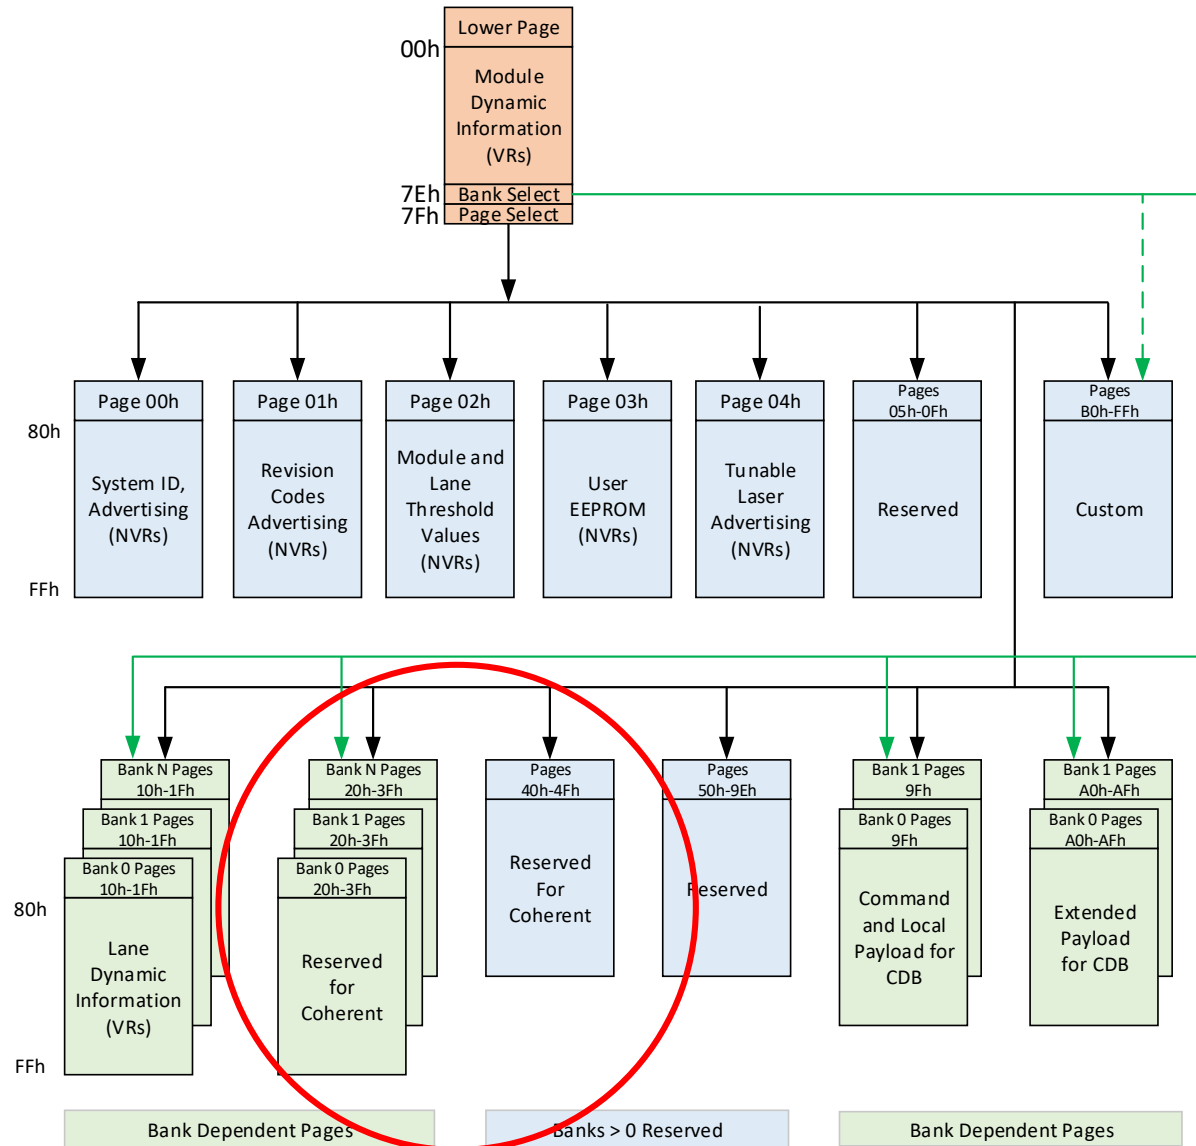 Lower Page
00h
Module
Dynamic
Information
(VRs)
7Eh
Bank Select
7Fh
Page Select
Page 00h
Page 01h
Page 02h
Page 03h
Page 04h
Pages
05h-0Fh
Pages
B0h-FFh
80h
System ID,
Advertising
(NVRs)
Revision
Codes
Advertising
(NVRs)
Module and
Lane
Threshold
Values
(NVRs)
User
EEPROM
(NVRs)
Tunable
Laser
Advertising
(NVRs)
Reserved
Custom
FFh
Bank N Pages
10h-1Fh
Bank 1 Pages
10h-1Fh
Bank 0 Pages
10h-1Fh
Lane
Dynamic
Information
(VRs)
Bank N Pages
20h-3Fh
Bank 1 Pages
20h-3Fh
Bank 0 Pages
20h-3Fh
Reserved
for
Coherent
Pages
40h-4Fh
Reserved
For
Coherent
Pages
50h-9Eh
Reserved
Bank 1 Pages
9Fh
Bank 0 Pages
9Fh
Command
and Local
Payload for
CDB
Bank 1 Pages
A0h-AFh
Bank 0 Pages
A0h-AFh
Extended
Payload
for CDB
80h
FFh
Bank Dependent Pages
Banks > 0 Reserved
Bank Dependent Pages